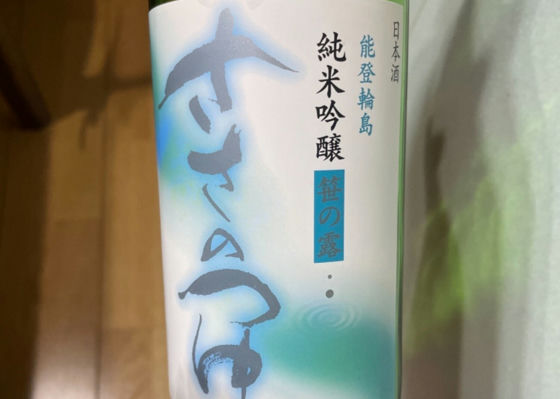 日本酒
能登輪島
純米吟醸
笹の露
ささのつゆ